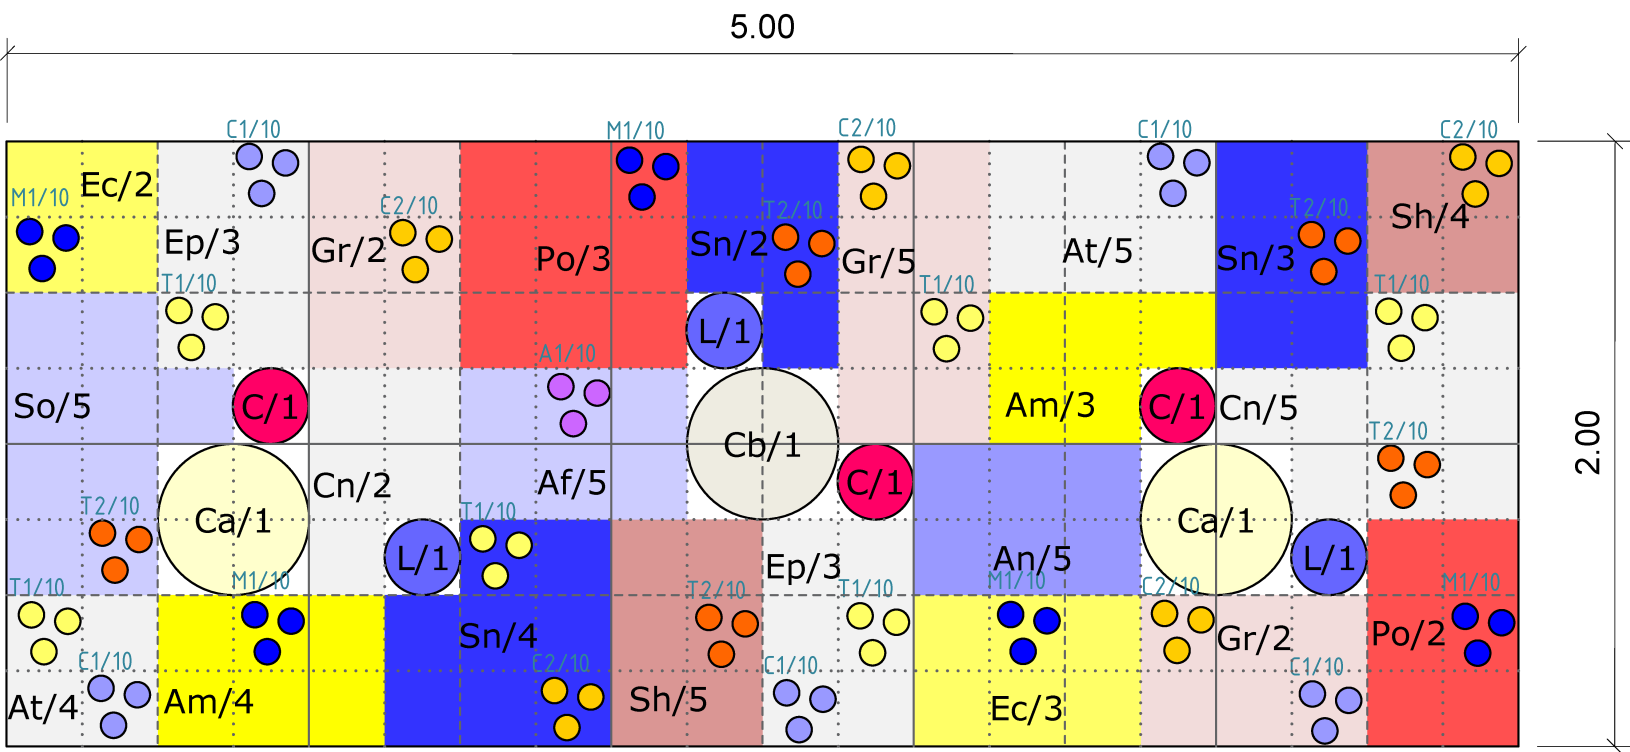 5.00
C1/10
M1/10
C2/10
C1/10
C2/10
M1/10
Ec/2
Ep/3
C2/10
Gr/2
Po/3
T2/10
Sn/2
Gr/5
At/5
T2/10
Sn/3
Sh/4
T1/10
T1/10
T1/10
L/1
A1/10
So/5
C/1
Am/3
C/1
Cn/5
2.00
Cb/1
T2/10
Cn/2
Af/5
C/1
T2/10
Ca/1
T1/10
Ca/1
L/1
Ep/3
An/5
L/1
T1/10
M1/10
T2/10
T1/10
M1/10
C2/10
M1/10
Sn/4
Gr/2
Po/2
C1/10
C2/10
C1/10
C1/10
At/4
Am/4
Sh/5
Ec/3